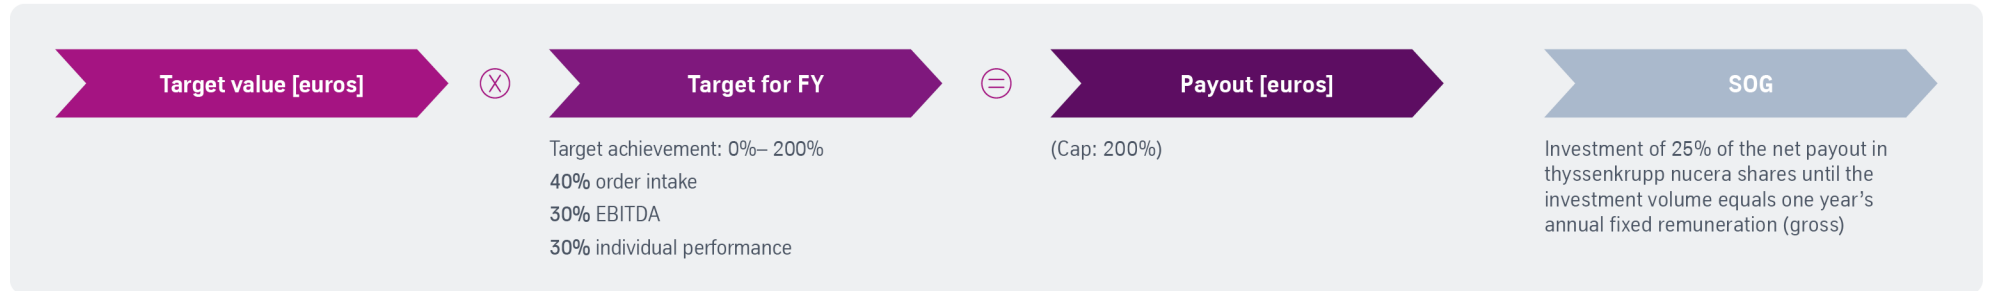 Target value [euros]
X
Target for FY
=
Payout [euros]
SOG
Target achievement: 0%– 200%
40% order intake
30% EBITDA
30% individual performance
(Cap: 200%)
Investment of 25% of the net payout in
thyssenkrupp nucera shares until the
investment volume equals one year’s
annual fixed remuneration (gross)